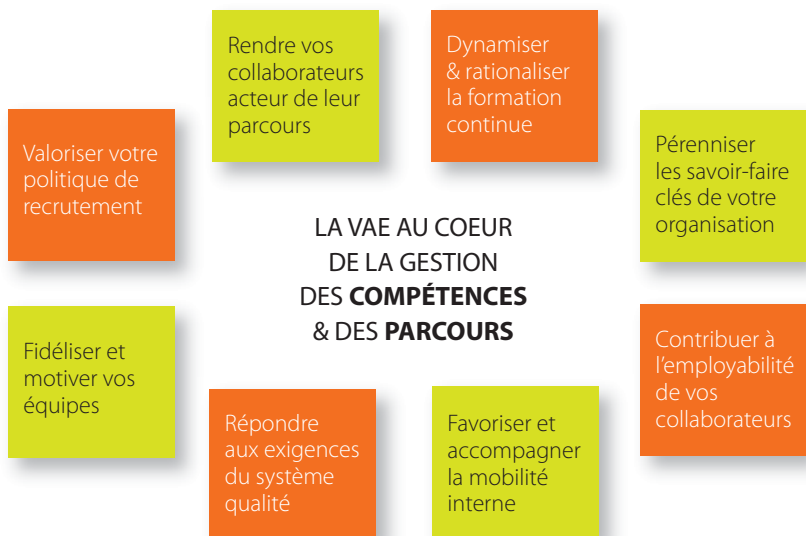 Rendre vos
collaborateurs
acteur de leur
parcours
Dynamiser
& rationaliser
la formation
continue
Valoriser votre
politique de
recrutement
Pérenniser
les savoir-faire
clés de votre
organisation
LA VAE AU COEUR
DE LA GESTION
DES COMPÉTENCES
& DES PARCOURS
Fidéliser et
motiver vos
équipes
Contribuer à
l’employabilité
de vos
collaborateurs
Répondre
aux exigences
du système
qualité
Favoriser et
accompagner
la mobilité
interne